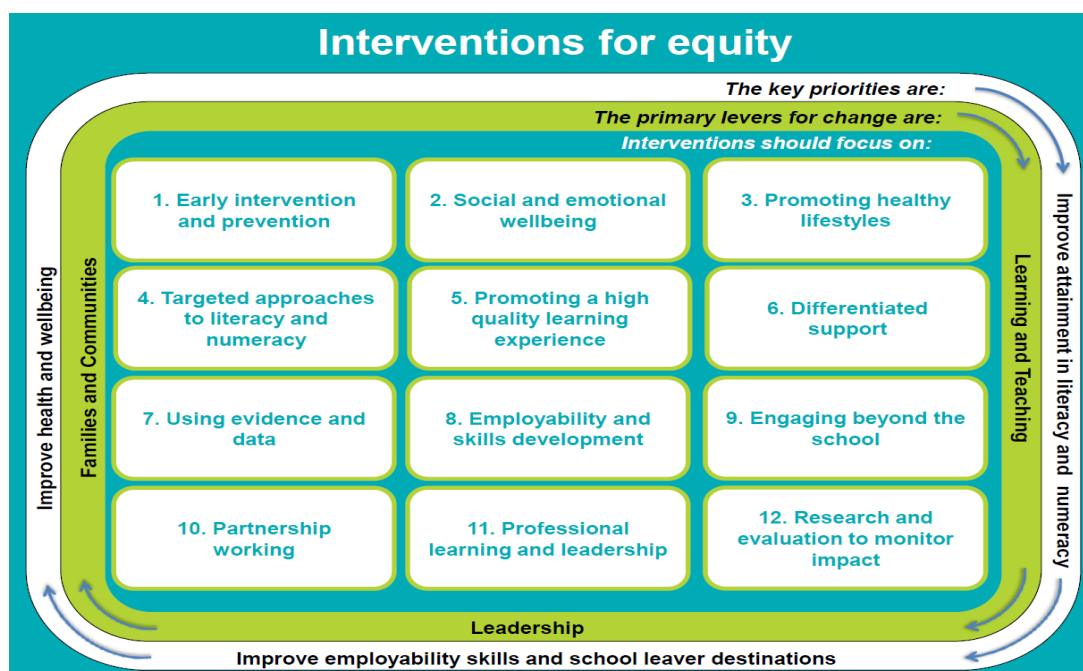 Interventions for equity
The key priorities are:
The primary levers for change are:
Interventions should focus on:
1. Early intervention
and prevention
2. Social and emotional
wellbeing
3. Promoting healthy
lifestyles
4. Targeted approaches
to literacy and
numeracy
5. Promoting a high
quality learning
experience
6. Differentiated
support
7. Using evidence and
data
8. Employability and
skills development
9. Engaging beyond the
school
10. Partnership
working
11. Professional
learning and leadership
12. Research and
evaluation to monitor
impact
Learning and Teaching
Leadership
Families and Communities
Improve attainment in literacy and numeracy
Improve employability skills and school leaver destinations
Improve health and wellbeing